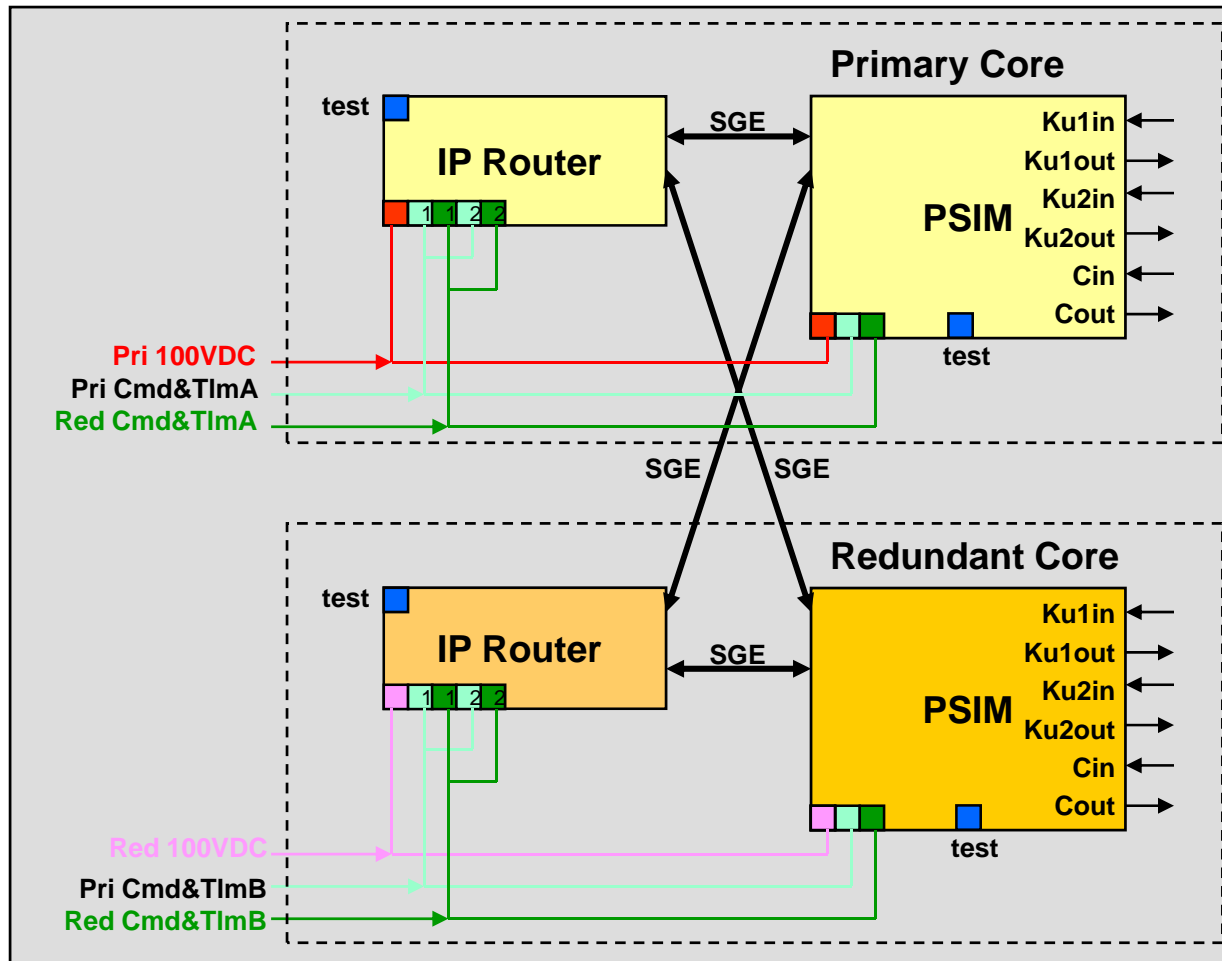 Primary Core
test
SGE
IP Router
PSIM
Ku1in
Ku1out
Ku2in
Ku2out
Cin
Cout
1 1 2 2
test
Pri 100VDC
Pri Cmd&TlmA
Red Cmd&TlmA
SGE
SGE
Redundant Core
test
SGE
IP Router
PSIM
Ku1in
Ku1out
Ku2in
Ku2out
Cin
Cout
1 1 2 2
test
Red 100VDC
Pri Cmd&TlmB
Red Cmd&TlmB